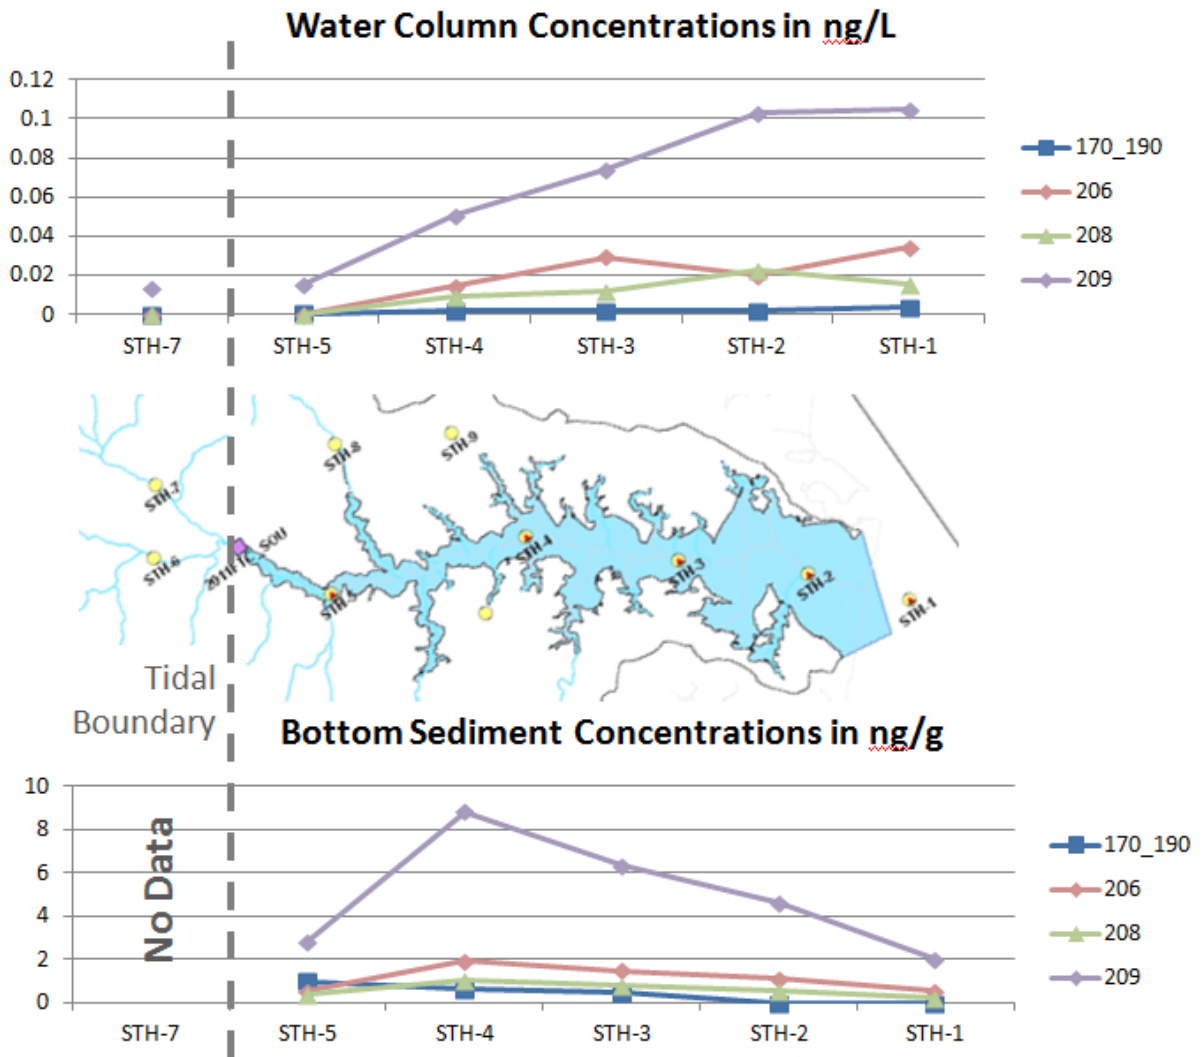 Water Column Concentrations in ng/L
0.12
0.1
0.08
0.06
0.04
0.02
0
STH-7
STH-5
STH-4
STH-3
STH-2
STH-1
170_190
206
208
209
STH-8
STH-9
STH-7
STH-6
SOU
STH-4
STH-3
STH-2
STH-1
Tidal
Boundary
Bottom Sediment Concentrations in ng/g
10
8
6
4
2
0
No Data
STH-7
STH-5
STH-4
STH-3
STH-2
STH-1
170_190
206
208
209